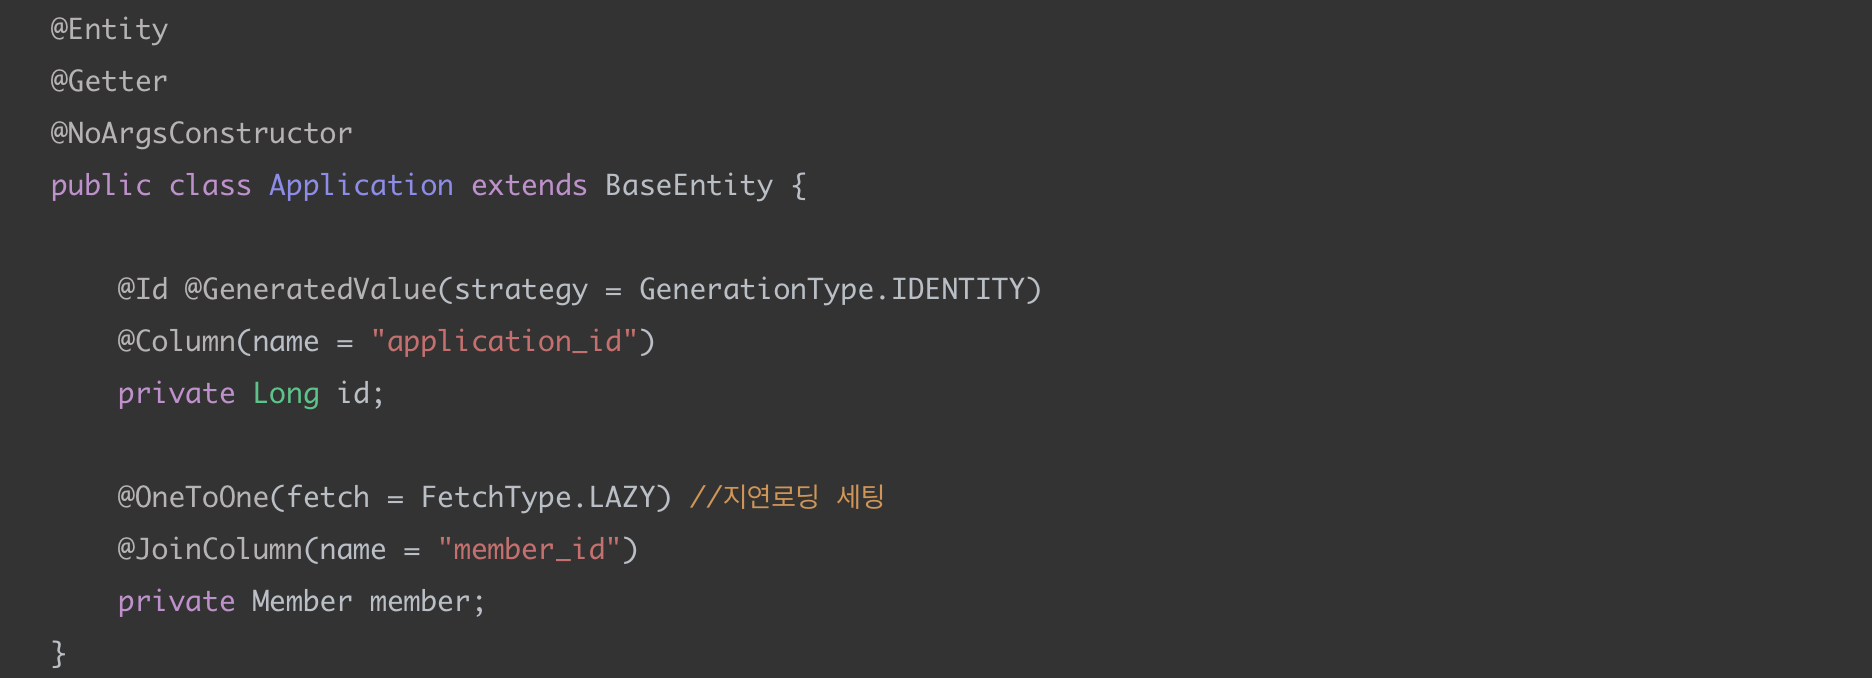 @Entity
@Getter
@NoArgsConstructor
public class Application extends BaseEntity {
@Id @GeneratedValue(strategy = GenerationType.IDENTITY)
@Column(name = "application_id")
private Long id;
@OneToOne(fetch = FetchType.LAZY) //지연로딩 세팅
@JoinColumn(name = "member_id")
private Member member;
}